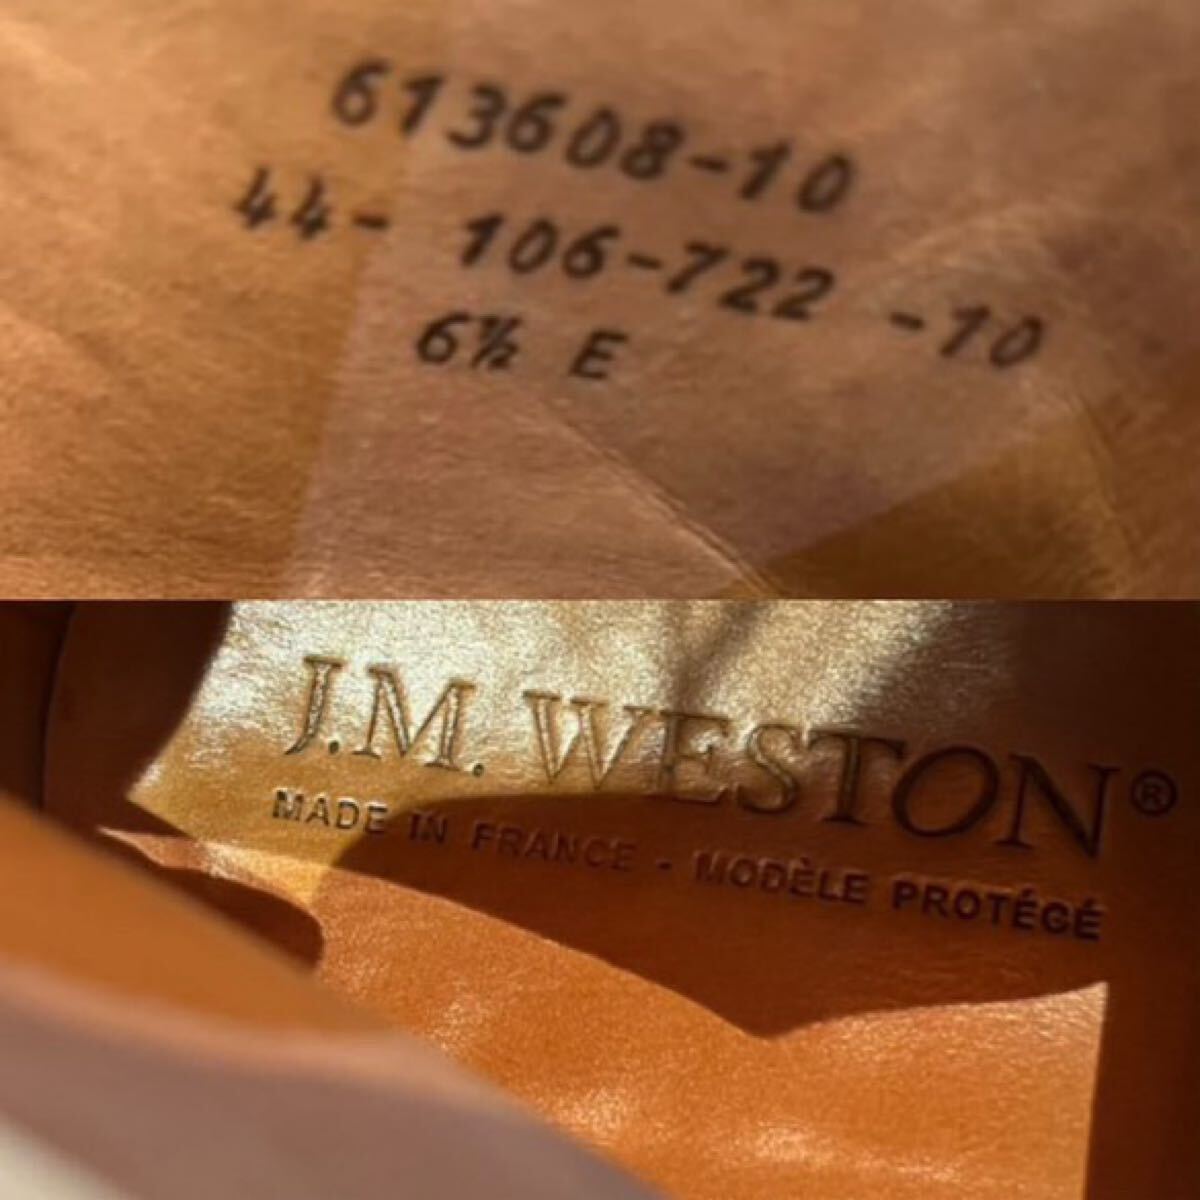 613608-10
44- 106-722 -10
6½ E
J.M. WESTON®
MADE IN FRANCE - MODÈLE PROTÉGÉ